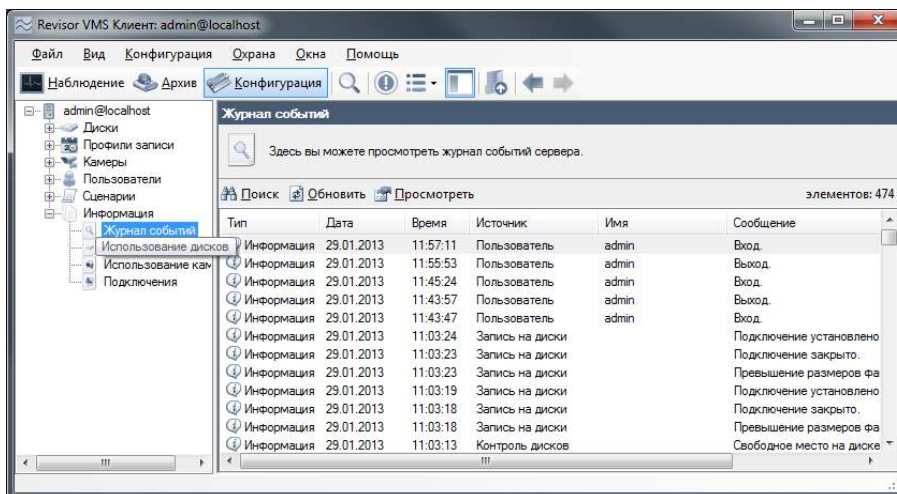 Revisor VMS Клиент: admin@localhost
Файл Вид Конфигурация Охрана Окна Помощь
Наблюдение Архив Конфигурация
admin@localhost
Диски
Профили записи
Камеры
Пользователи
Сценарии
Информация
Журнал событий
Использование дисков
Использование кам
Подключения
Журнал событий
Здесь вы можете просмотреть журнал событий сервера.
Поиск Обновить Просмотреть элементов: 474
Тип Дата Время Источник Имя Сообщение
Информация 29.01.2013 11:57:11 Пользователь admin Вход.
Информация 29.01.2013 11:55:53 Пользователь admin Выход.
Информация 29.01.2013 11:45:24 Пользователь admin Вход.
Информация 29.01.2013 11:43:57 Пользователь admin Выход.
Информация 29.01.2013 11:43:47 Пользователь admin Вход.
Информация 29.01.2013 11:03:24 Запись на диски Подключение установлено
Информация 29.01.2013 11:03:23 Запись на диски Подключение закрыто.
Информация 29.01.2013 11:03:23 Запись на диски Превышение размеров фа
Информация 29.01.2013 11:03:19 Запись на диски Подключение установлено
Информация 29.01.2013 11:03:18 Запись на диски Подключение закрыто.
Информация 29.01.2013 11:03:18 Запись на диски Превышение размеров фа
Информация 29.01.2013 11:03:13 Контроль дисков Свободное место на диске